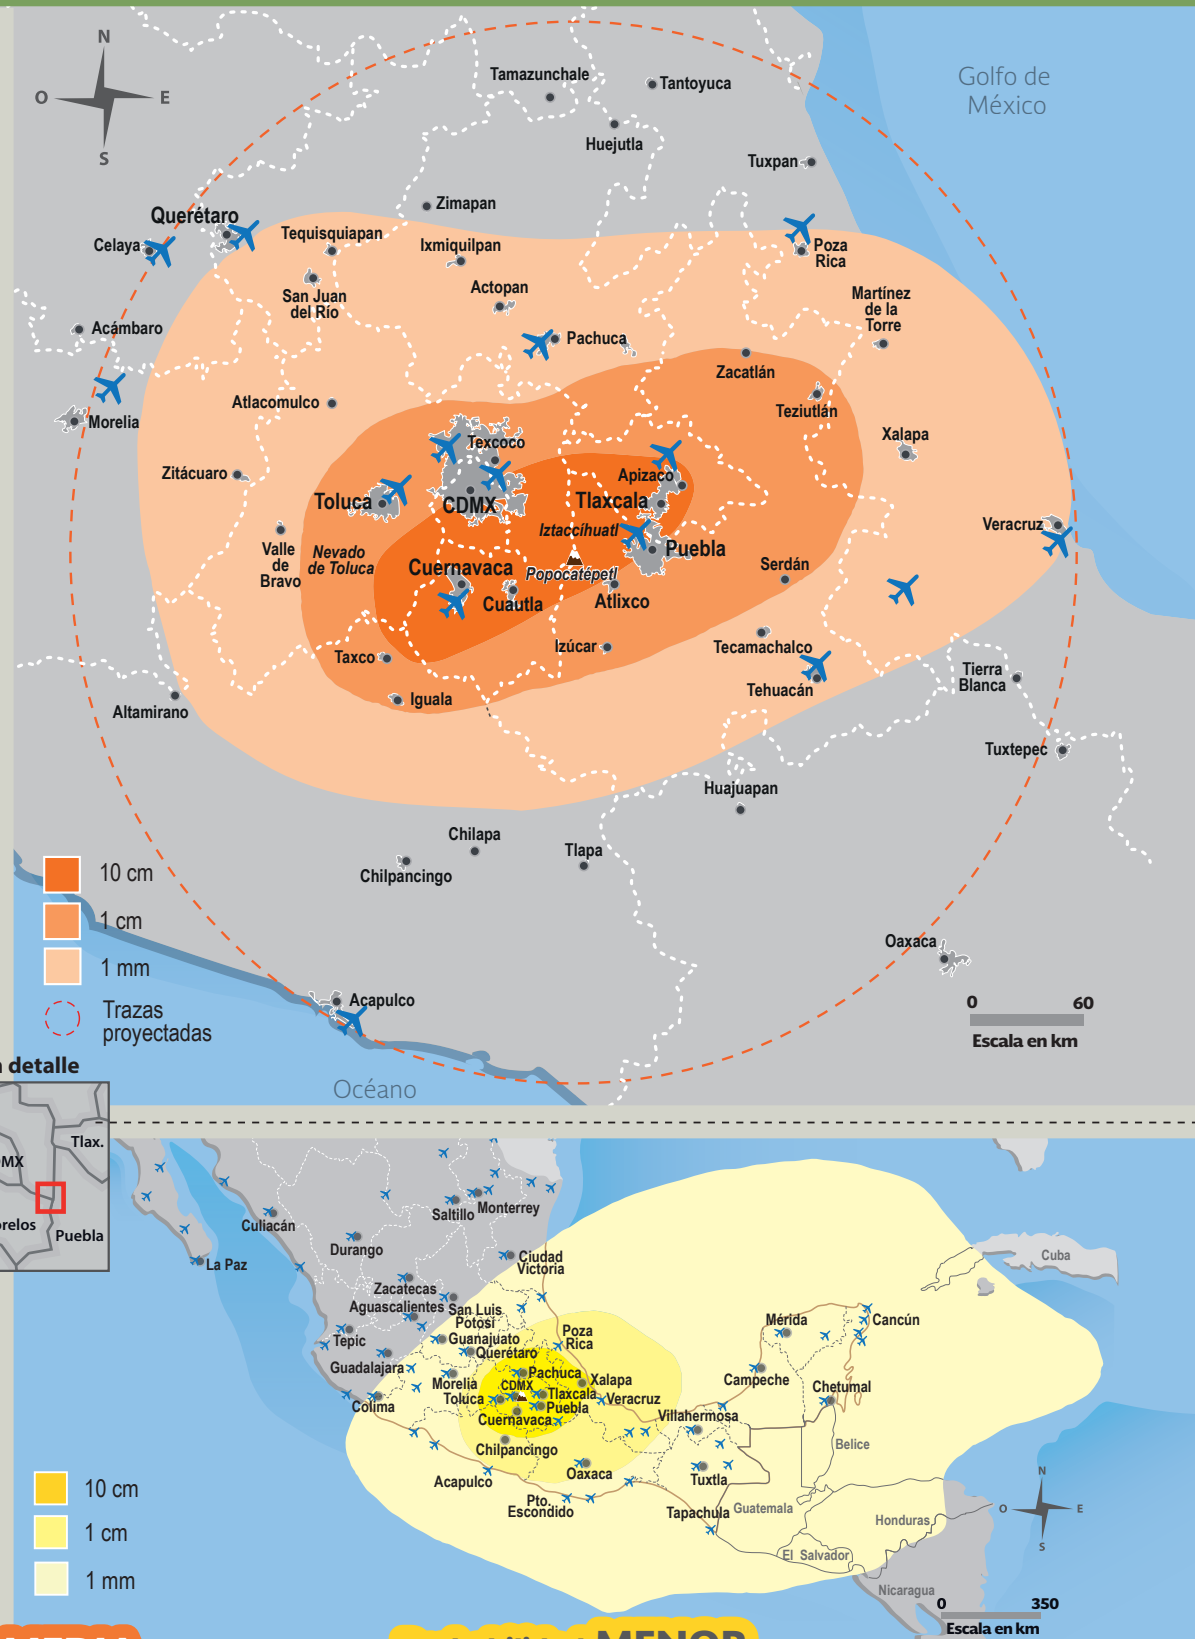 N
O
E
S
Golfo de
México
Tamazunchale
Tantoyuca
Huejutla
Tuxpan
Zimapan
Querétaro
Celaya
Tequisquiapan
Ixmiquilpan
Poza
Rica
San Juan
del Río
Actopan
Martínez
de la
Torre
Acámbaro
Pachuca
Zacatlán
Atlacomulco
Teziutlán
Morelia
Texcoco
Xalapa
Zitácuaro
Apizaco
Toluca
CDMX
Tlaxcala
Veracruz
Iztaccíhuatl
Valle
de
Bravo
Nevado
de Toluca
Puebla
Cuernavaca
Popocatépetl
Serdán
Cuautla
Atlixco
Izúcar
Tecamachalco
Taxco
Tierra
Blanca
Tehuacán
Iguala
Altamirano
Tuxtepec
Huajuapan
Chilapa
Tlapa
Chilpancingo
10 cm
1 cm
1 mm
Trazas
proyectadas
Oaxaca
Acapulco
0 60
Escala en km
Océano
detalle
Tlax.
MX
relos
Puebla
Culiacán
Saltillo
Monterrey
Durango
La Paz
Ciudad
Victoria
Cuba
Zacatecas
Aguascalientes
San Luis
Potosí
Tepic
Guanajuato
Poza
Rica
Mérida
Cancún
Querétaro
Guadalajara
Pachuca
Xalapa
Campeche
Morelia
CDMX
Tlaxcala
Chetumal
Toluca
Veracruz
Colima
Puebla
Cuernavaca
Villahermosa
Chilpancingo
Belice
Acapulco
Oaxaca
Tuxtla
Pto.
Escondido
Tapachula
Guatemala
Honduras
El Salvador
Nicaragua
N
O
E
S
10 cm
1 cm
1 mm
0 350
Escala en km
MENOR